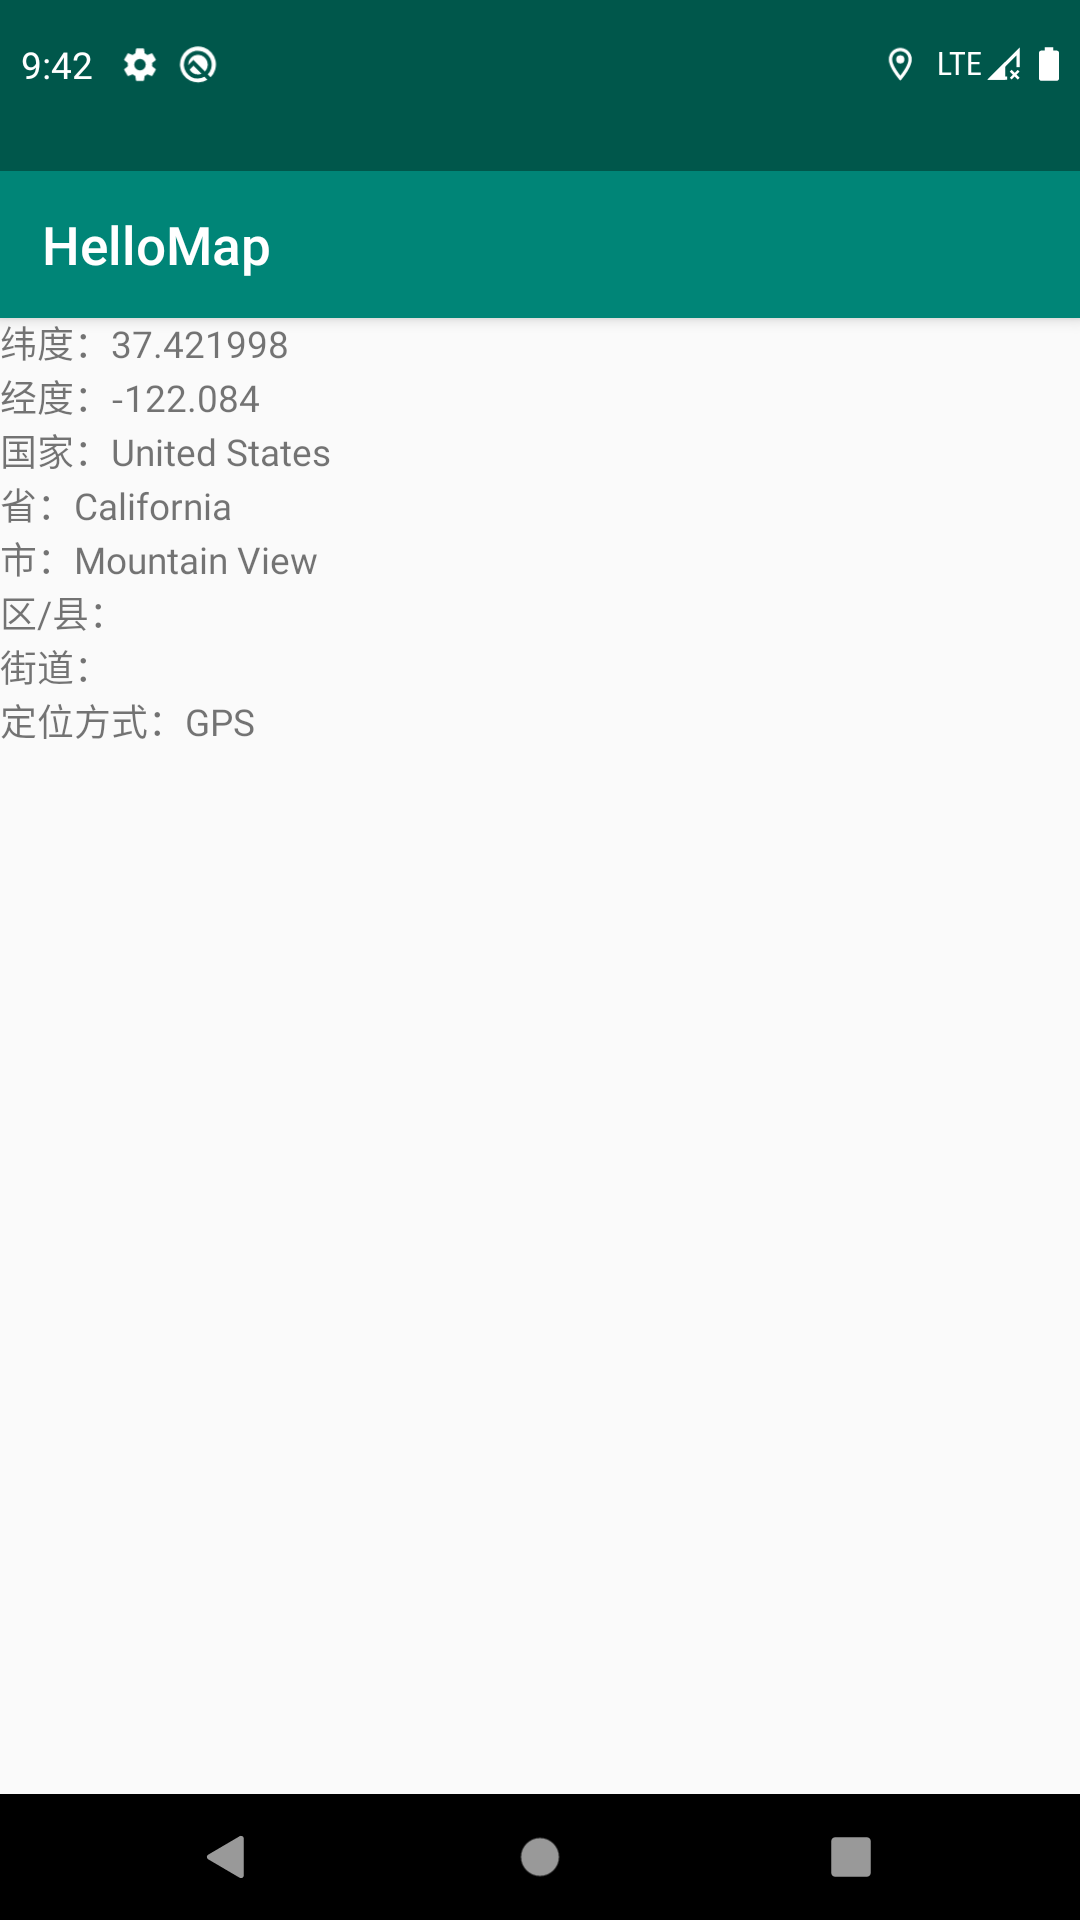 9:42 LTE
HelloMap
纬度：37.421998
经度：-122.084
国家：United States
省：California
市：Mountain View
区/县：
街道：
定位方式：GPS